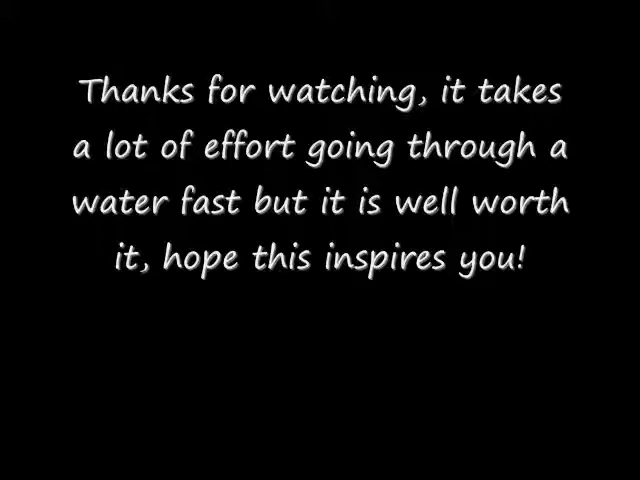 Thanks for watching, it takes
a lot of effort going through a
water fast but it is well worth
it, hope this inspires you!